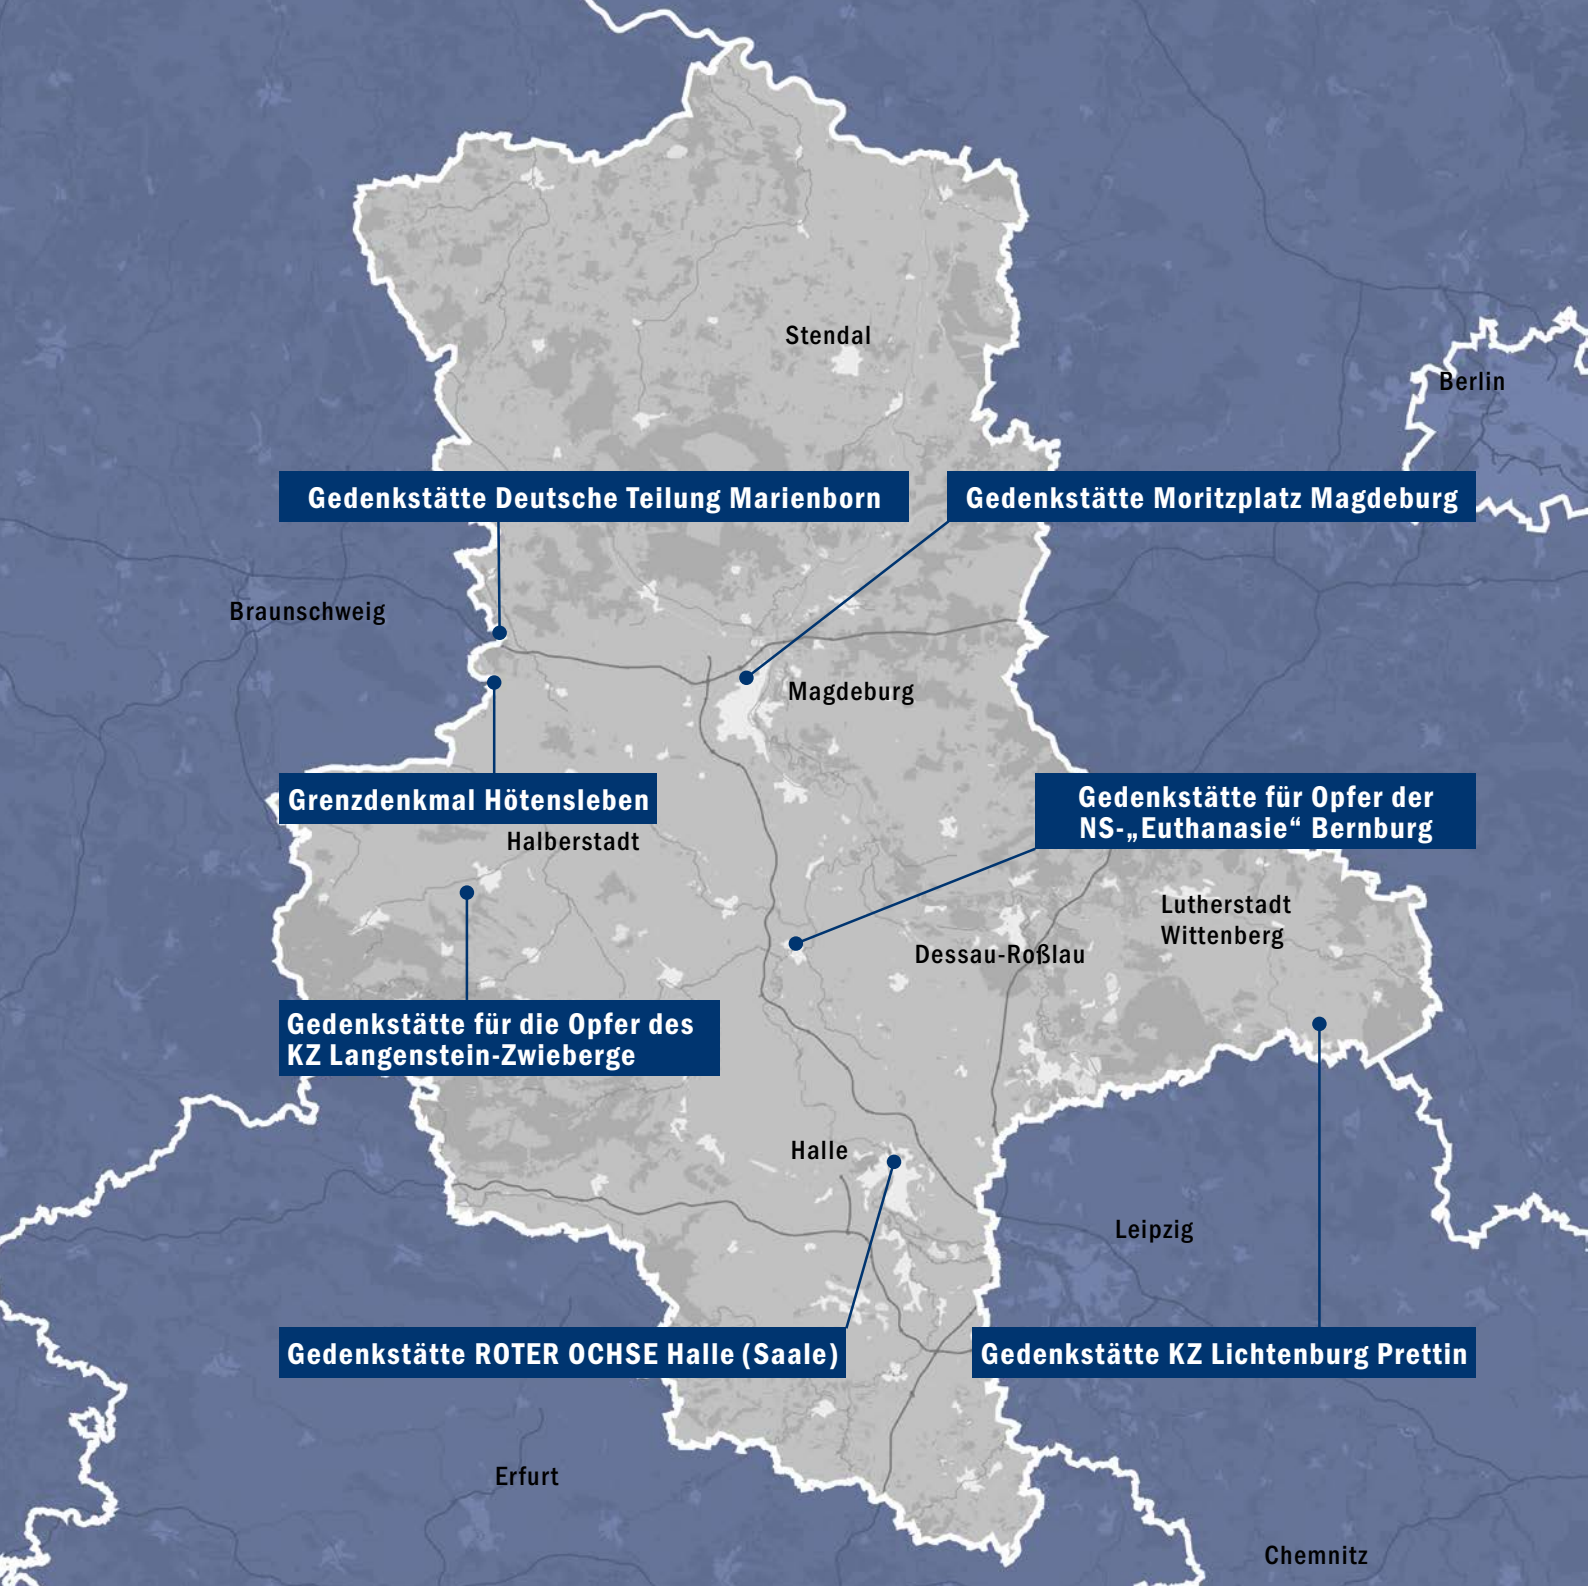 Stendal
Berlin
Gedenkstätte Deutsche Teilung Marienborn
Gedenkstätte Moritzplatz Magdeburg
Braunschweig
Magdeburg
Grenzdenkmal Hötensleben
Gedenkstätte für Opfer der
NS-„Euthanasie“ Bernburg
Halberstadt
Lutherstadt
Wittenberg
Dessau-Roßlau
Gedenkstätte für die Opfer des
KZ Langenstein-Zwieberge
Halle
Leipzig
Gedenkstätte ROTER OCHSE Halle (Saale)
Gedenkstätte KZ Lichtenburg Prettin
Erfurt
Chemnitz